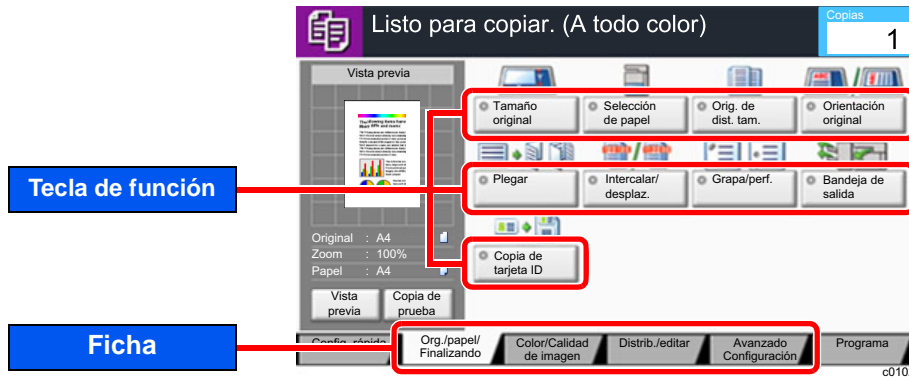 Listo para copiar. (A todo color)
Copias
1
Vista previa
Tamaño
original
Selección
de papel
Orig. de
dist. tam.
Orientación
original
Tecla de función
Plegar
Intercalar/
desplaz.
Grapa/perf.
Bandeja de
salida
Original : A4
Zoom : 100%
Papel : A4
Copia de
tarjeta ID
Vista
previa
Copia de
prueba
Ficha
Config. rápida
Org./papel/
Finalizando
Color/Calidad
de imagen
Distrib./editar
Avanzado
Configuración
Programa
c010